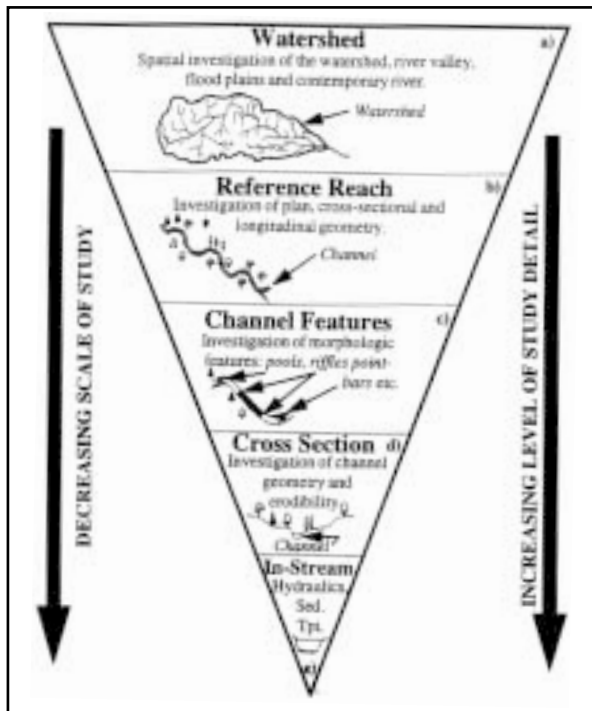 Watershed
a)
Spatial investigation of the watershed, river valley,
flood plains and contemporary river.
Watershed
Reference Reach
b)
Investigation of plan, cross-sectional and
longitudinal geometry.
Channel
Channel Features
c)
Investigation of morphologic
features: pools, riffles point-
bars etc.
Cross Section
d)
Investigation of channel
geometry and
erodibility
Channel
In-Stream
Hydraulics,
Sed.
Tpt.
e)
DECREASING SCALE OF STUDY
INCREASING LEVEL OF STUDY DETAIL